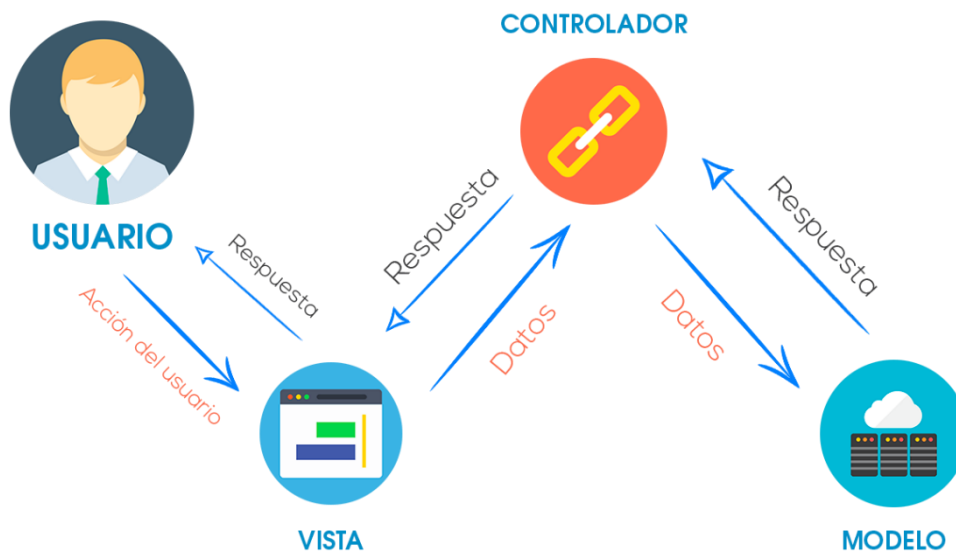 CONTROLADOR
USUARIO
Respuesta
Acción del usuario
Respuesta
Datos
Respuesta
Datos
VISTA
MODELO